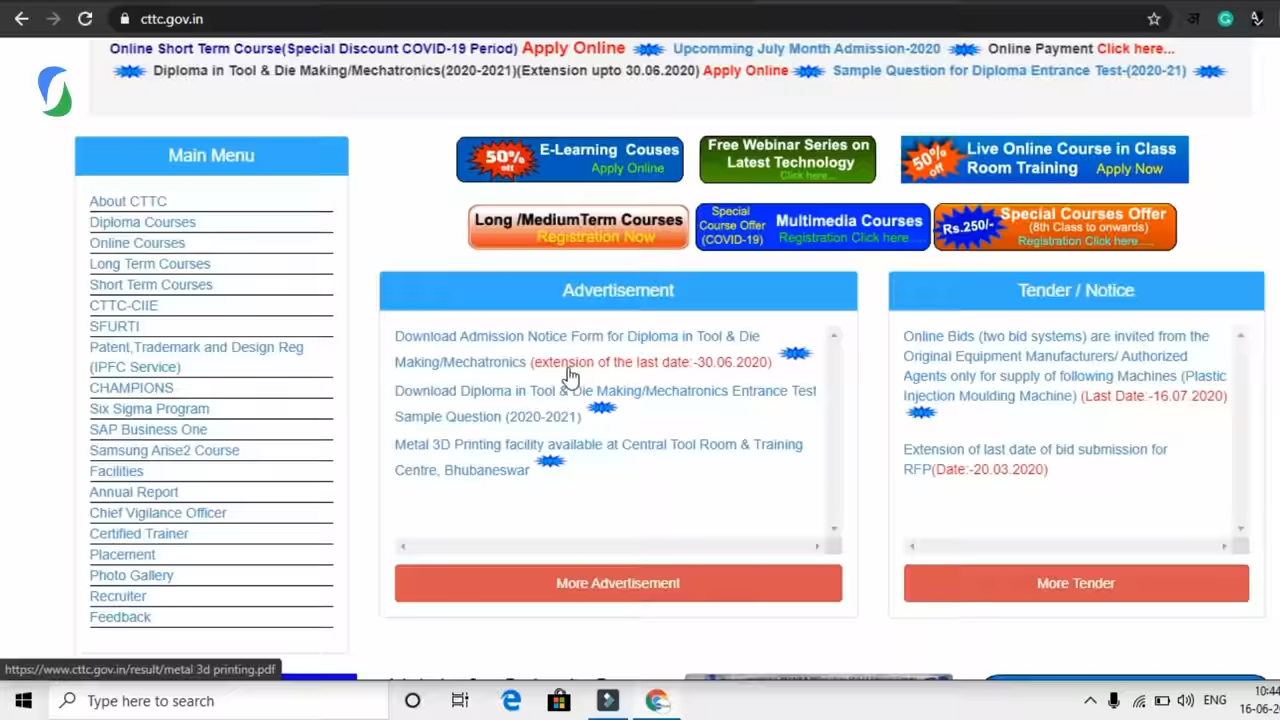 cttc.gov.in
Online Short Term Course(Special Discount COVID-19 Period) Apply Online Upcomming July Month Admission-2020 Online Payment Click here...
Diploma in Tool & Die Making/Mechatronics(2020-2021)(Extension upto 30.06.2020) Apply Online Sample Question for Diploma Entrance Test-(2020-21)
Main Menu
About CTTC
Diploma Courses
Online Courses
Long Term Courses
Short Term Courses
CTTC-CIIE
SFURTI
Patent,Trademark and Design Reg
(IPFC Service)
CHAMPIONS
Six Sigma Program
SAP Business One
Samsung Arise2 Course
Facilities
Annual Report
Chief Vigilance Officer
Certified Trainer
Placement
Photo Gallery
Recruiter
Feedback
50% off
E-Learning Couses
Apply Online
Free Webinar Series on
Latest Technology
Click here...
50% off
Live Online Course in Class
Room Training Apply Now
Long /MediumTerm Courses
Registration Now
Special
Course Offer
(COVID-19)
Multimedia Courses
Registration Click here.....
Rs.250/-
Special Courses Offer
(8th Class to onwards)
Registration Click here.....
Advertisement
Download Admission Notice Form for Diploma in Tool & Die
Making/Mechatronics (extension of the last date:-30.06.2020)
Download Diploma in Tool & Die Making/Mechatronics Entrance Test
Sample Question (2020-2021)
Metal 3D Printing facility available at Central Tool Room & Training
Centre, Bhubaneswar
More Advertisement
Tender / Notice
Online Bids (two bid systems) are invited from the
Original Equipment Manufacturers/ Authorized
Agents only for supply of following Machines (Plastic
Injection Moulding Machine) (Last Date:-16.07.2020)
Extension of last date of bid submission for
RFP(Date:-20.03.2020)
More Tender
https://www.cttc.gov.in/result/metal 3d printing.pdf
Type here to search
ENG
10:44
16-06-2